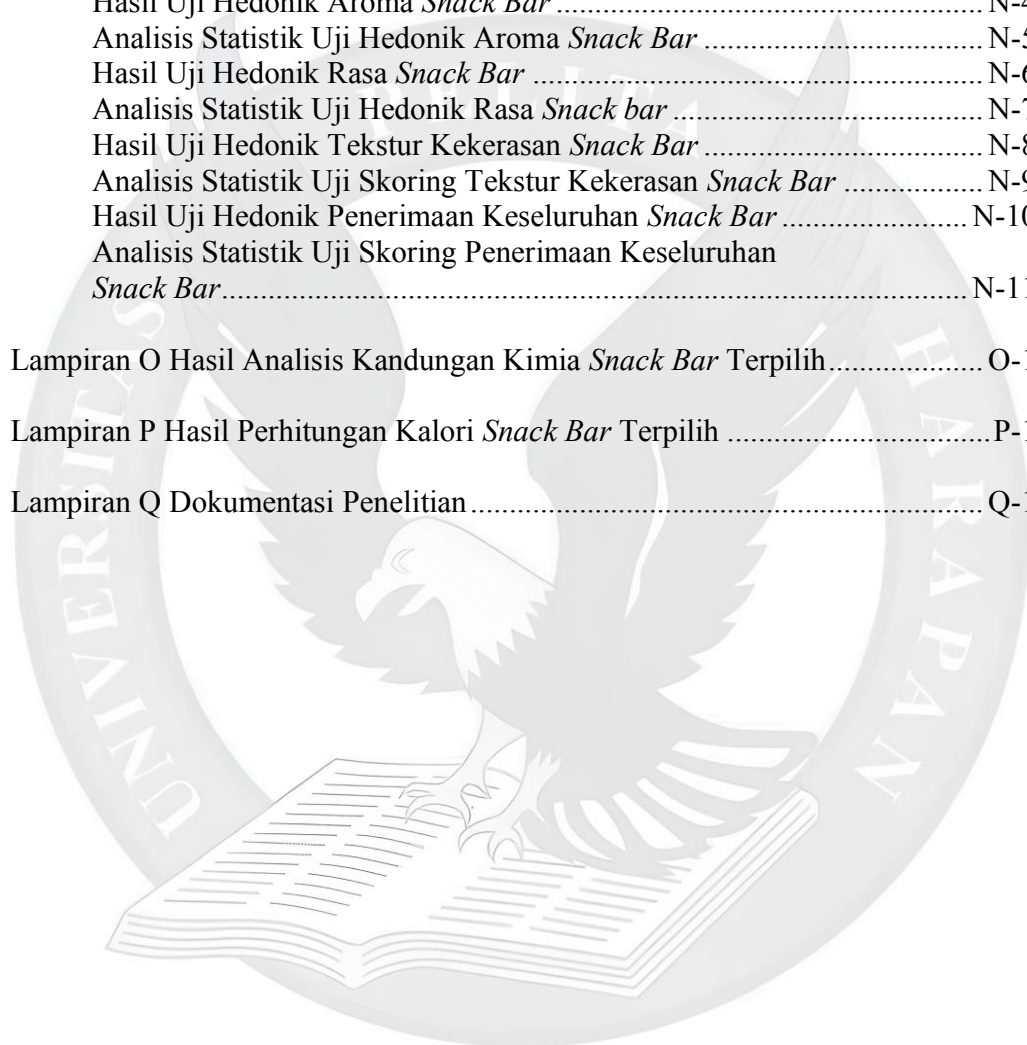 Hasil Uji Hedonik Aroma Snack Bar .......... N-4
Analisis Statistik Uji Hedonik Aroma Snack Bar .......... N-5
Hasil Uji Hedonik Rasa Snack Bar .......... N-6
Analisis Statistik Uji Hedonik Rasa Snack bar .......... N-7
Hasil Uji Hedonik Tekstur Kekerasan Snack Bar .......... N-8
Analisis Statistik Uji Skoring Tekstur Kekerasan Snack Bar .......... N-9
Hasil Uji Hedonik Penerimaan Keseluruhan Snack Bar .......... N-10
Analisis Statistik Uji Skoring Penerimaan Keseluruhan
Snack Bar .......... N-11
Lampiran O Hasil Analisis Kandungan Kimia Snack Bar Terpilih .......... O-1
Lampiran P Hasil Perhitungan Kalori Snack Bar Terpilih .......... P-1
Lampiran Q Dokumentasi Penelitian .......... Q-1
UNIVERSITAS PELITA HARAPAN